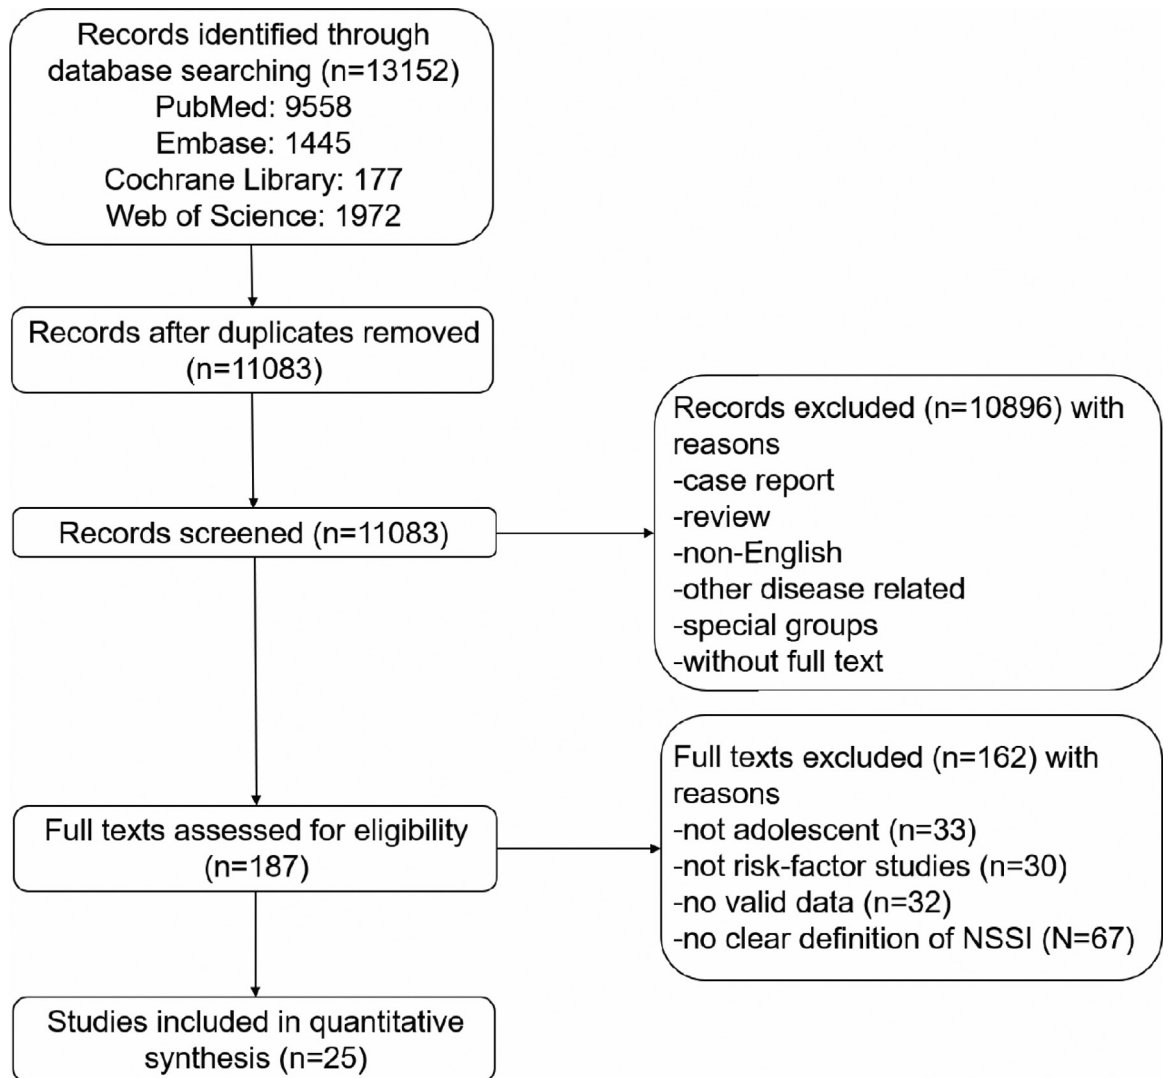 Records identified through
database searching (n=13152)
PubMed: 9558
Embase: 1445
Cochrane Library: 177
Web of Science: 1972
Records after duplicates removed
(n=11083)
Records screened (n=11083)
Records excluded (n=10896) with
reasons
-case report
-review
-non-English
-other disease related
-special groups
-without full text
Full texts assessed for eligibility
(n=187)
Full texts excluded (n=162) with
reasons
-not adolescent (n=33)
-not risk-factor studies (n=30)
-no valid data (n=32)
-no clear definition of NSSI (N=67)
Studies included in quantitative
synthesis (n=25)